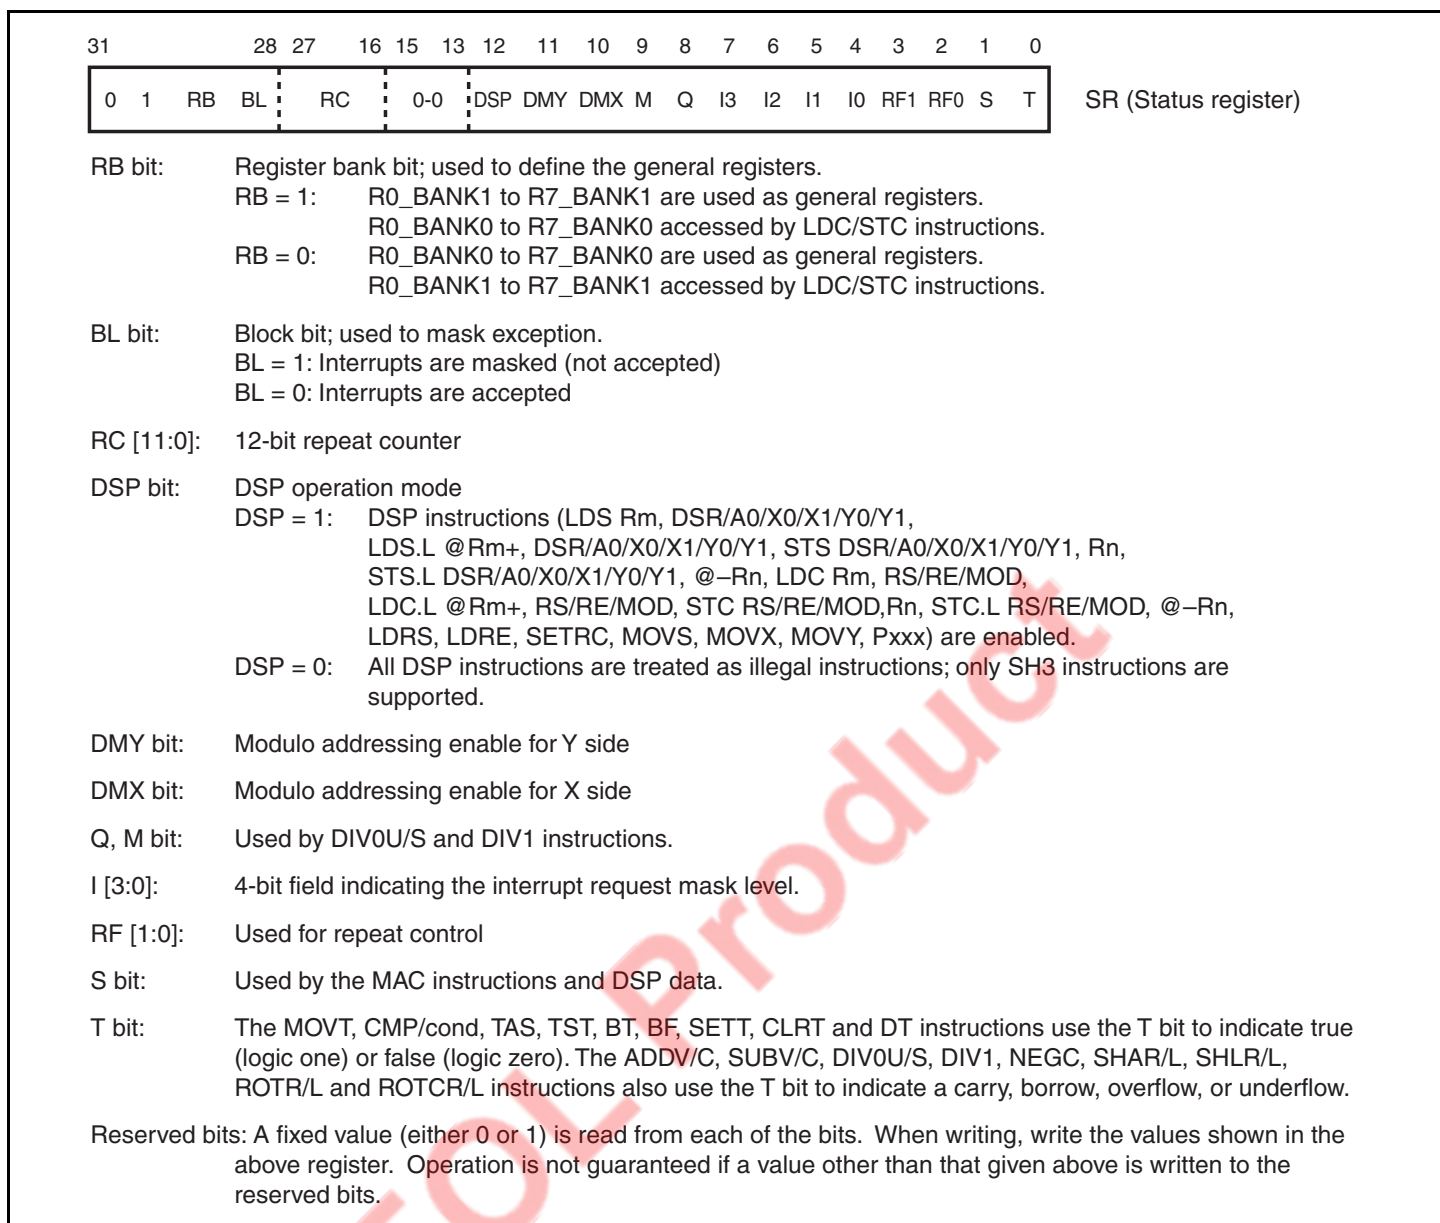 31 28 27 16 15 13 12 11 10 9 8 7 6 5 4 3 2 1 0
0 1 RB BL RC 0-0 DSP DMY DMX M Q I3 I2 I1 I0 RF1 RF0 S T SR (Status register)
RB bit: Register bank bit; used to define the general registers.
RB = 1: R0_BANK1 to R7_BANK1 are used as general registers.
R0_BANK0 to R7_BANK0 accessed by LDC/STC instructions.
RB = 0: R0_BANK0 to R7_BANK0 are used as general registers.
R0_BANK1 to R7_BANK1 accessed by LDC/STC instructions.
BL bit: Block bit; used to mask exception.
BL = 1: Interrupts are masked (not accepted)
BL = 0: Interrupts are accepted
RC [11:0]: 12-bit repeat counter
DSP bit: DSP operation mode
DSP = 1: DSP instructions (LDS Rm, DSR/A0/X0/X1/Y0/Y1,
LDS.L @Rm+, DSR/A0/X0/X1/Y0/Y1, STS DSR/A0/X0/X1/Y0/Y1, Rn,
STS.L DSR/A0/X0/X1/Y0/Y1, @–Rn, LDC Rm, RS/RE/MOD,
LDC.L @Rm+, RS/RE/MOD, STC RS/RE/MOD,Rn, STC.L RS/RE/MOD, @–Rn,
LDRS, LDRE, SETRC, MOVS, MOVX, MOVY, Pxxx) are enabled.
DSP = 0: All DSP instructions are treated as illegal instructions; only SH3 instructions are
supported.
DMY bit: Modulo addressing enable for Y side
DMX bit: Modulo addressing enable for X side
Q, M bit: Used by DIV0U/S and DIV1 instructions.
I [3:0]: 4-bit field indicating the interrupt request mask level.
RF [1:0]: Used for repeat control
S bit: Used by the MAC instructions and DSP data.
T bit: The MOVT, CMP/cond, TAS, TST, BT, BF, SETT, CLRT and DT instructions use the T bit to indicate true
(logic one) or false (logic zero). The ADDV/C, SUBV/C, DIV0U/S, DIV1, NEGC, SHAR/L, SHLR/L,
ROTR/L and ROTCR/L instructions also use the T bit to indicate a carry, borrow, overflow, or underflow.
Reserved bits: A fixed value (either 0 or 1) is read from each of the bits. When writing, write the values shown in the
above register. Operation is not guaranteed if a value other than that given above is written to the
reserved bits.
OL Product